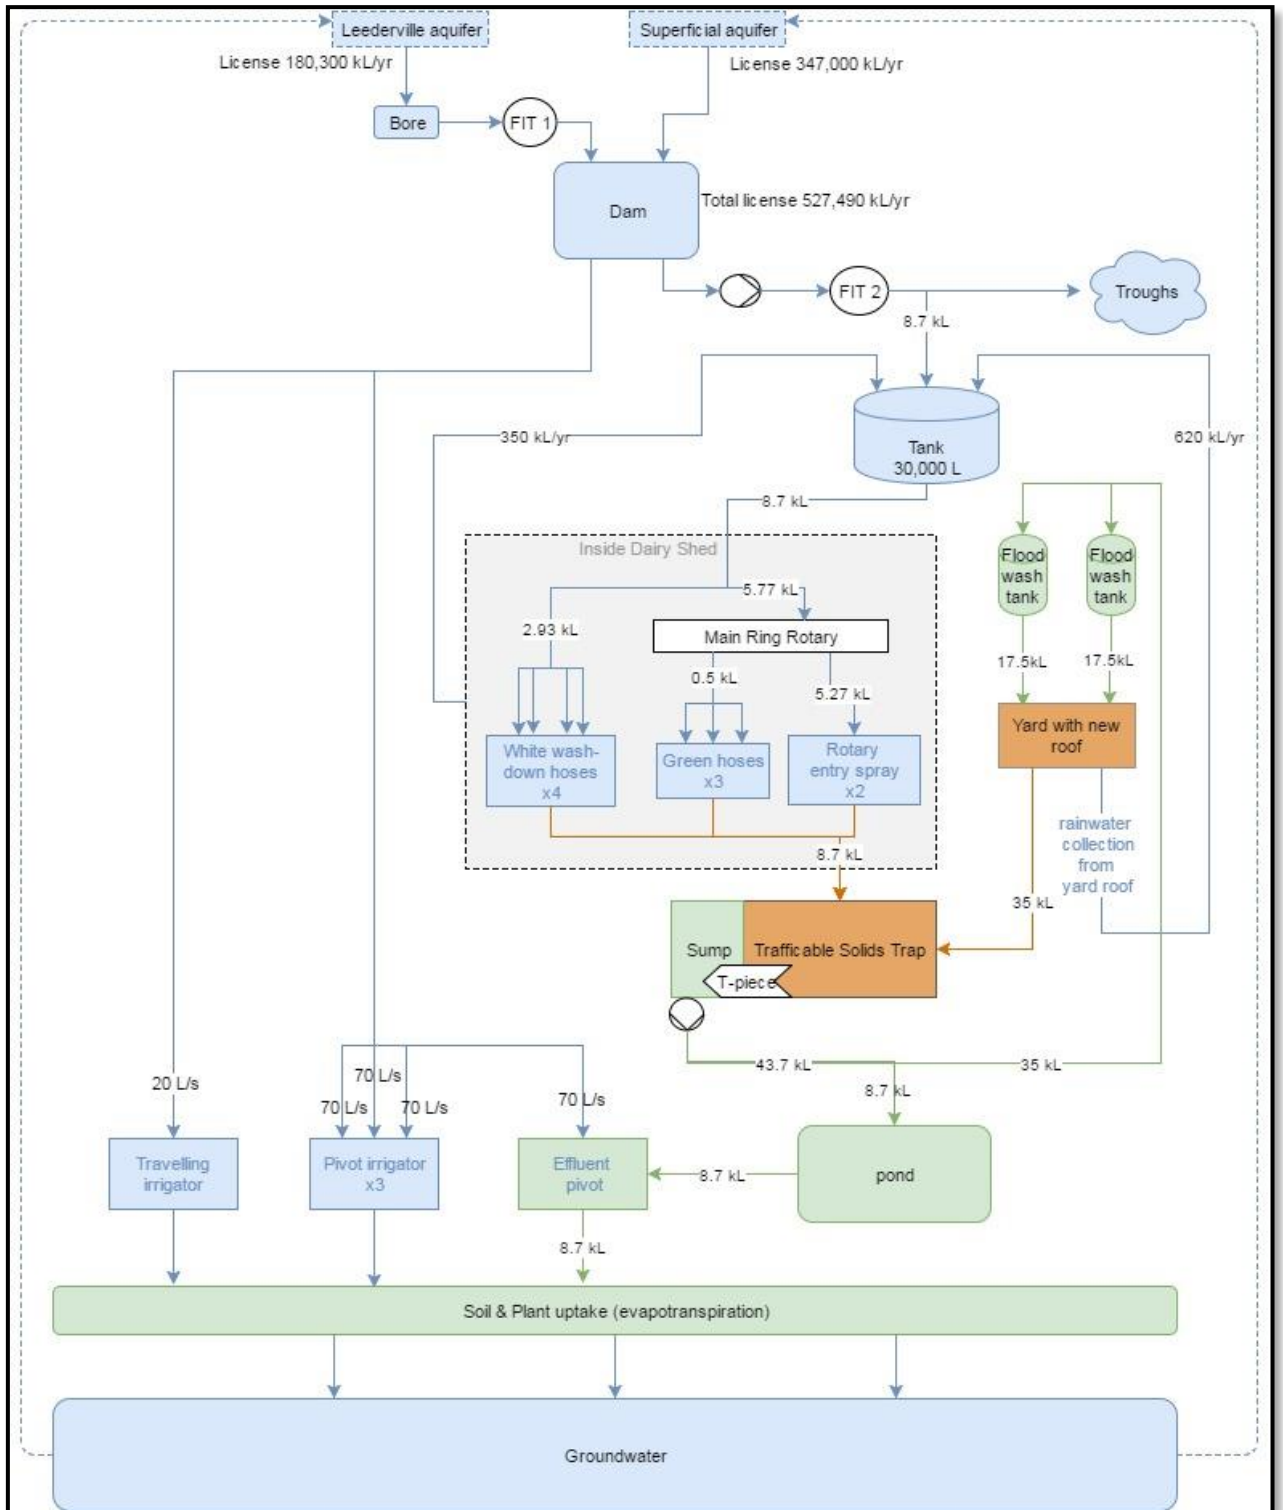 Leederville aquifer
Superficial aquifer
License 180,300 kL/yr
License 347,000 kL/yr
Bore
FIT 1
Dam
Total license 527,490 kL/yr
FIT 2
Troughs
8.7 kL
350 kL/yr
Tank
30,000 L
620 kL/yr
8.7 kL
Inside Dairy Shed
Flood
wash
tank
Flood
wash
tank
5.77 kL
2.93 kL
Main Ring Rotary
0.5 kL
5.27 kL
17.5kL
17.5kL
White wash-
down hoses
x4
Green hoses
x3
Rotary
entry spray
x2
Yard with new
roof
rainwater
collection
from
yard roof
8.7 kL
35 kL
Sump
Trafficable Solids Trap
T-piece
43.7 kL
35 kL
8.7 kL
20 L/s
70 L/s
70 L/s
70 L/s
70 L/s
Travelling
irrigator
Pivot irrigator
x3
Effluent
pivot
8.7 kL
pond
8.7 kL
Soil & Plant uptake (evapotranspiration)
Groundwater